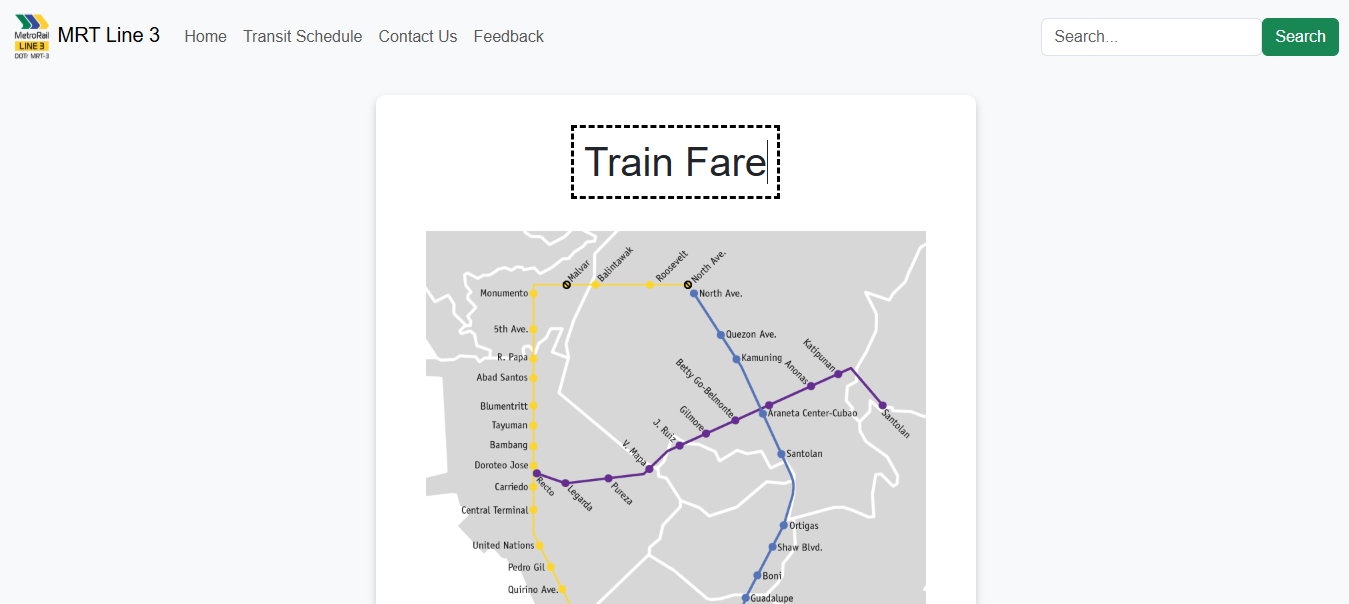 MetroRail
LINE 3
DOTr MRT-3
MRT Line 3
Home
Transit Schedule
Contact Us
Feedback
Search...
Search
Train Fare
Malvar
Balintawak
Roosevelt
North Ave.
Monumento
North Ave.
5th Ave.
Quezon Ave.
R. Papa
Kamuning
Katipunan
Anonas
Abad Santos
Betty Go-Belmonte
Blumentritt
Gilmore
Araneta Center-Cubao
Santolan
Tayuman
J. Ruiz
Bambang
V. Mapa
Santolan
Doroteo Jose
Recto
Legarda
Pureza
Carriedo
Central Terminal
Ortigas
United Nations
Shaw Blvd.
Pedro Gil
Boni
Quirino Ave.
Guadalupe